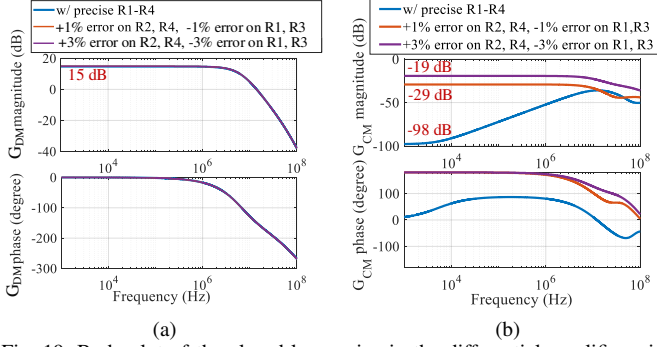 w/ precise R1-R4
+1% error on R2, R4, -1% error on R1, R3
+3% error on R2, R4, -3% error on R1, R3
G_DM magnitude (dB)
20
0
-20
-40
15 dB
10^4
10^6
10^8
G_DM phase (degree)
0
-100
-200
-300
10^4
10^6
10^8
Frequency (Hz)
(a)
w/ precise R1-R4
+1% error on R2, R4, -1% error on R1,R3
+3% error on R2, R4, -3% error on R1, R3
G_CM magnitude (dB)
0
-50
-100
-19 dB
-29 dB
-98 dB
10^4
10^6
10^8
G_CM phase (degree)
100
0
-100
10^4
10^6
10^8
Frequency (Hz)
(b)